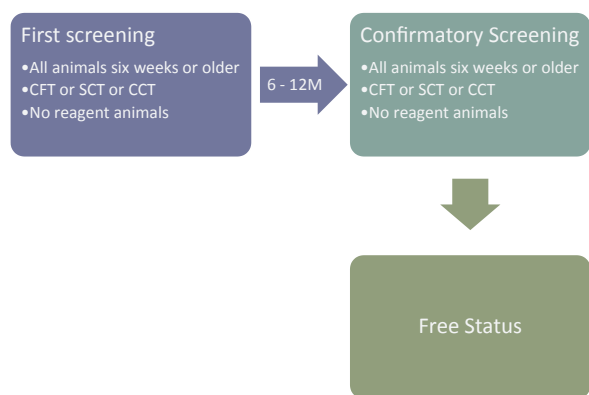 First screening
•All animals six weeks or older
•CFT or SCT or CCT
•No reagent animals
6 - 12M
Confirmatory Screening
•All animals six weeks or older
•CFT or SCT or CCT
•No reagent animals
Free Status